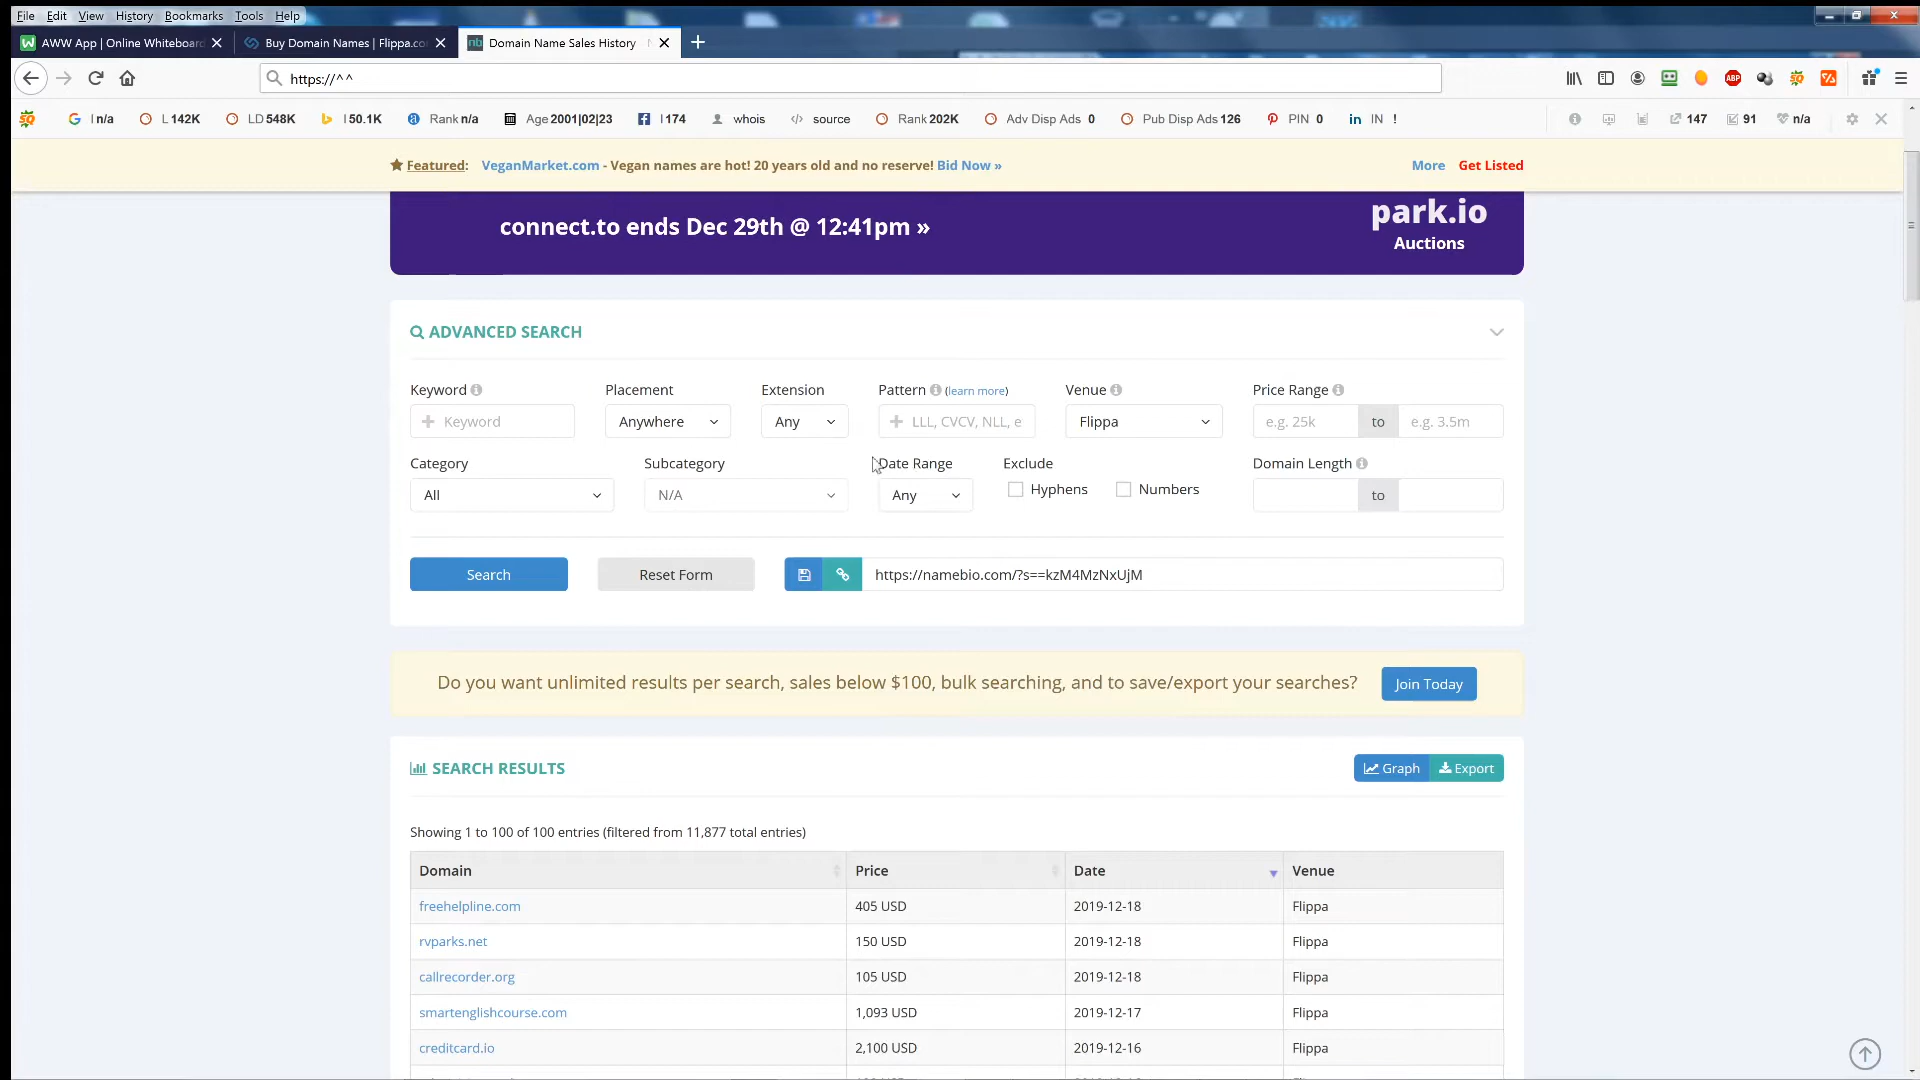 File Edit View History Bookmarks Tools Help
AWW App | Online Whiteboard Buy Domain Names | Flippa.co Domain Name Sales History
https://^^
I n/a L 142K LD 548K I 50.1K Rank n/a Age 2001|02|23 I 174 whois source Rank 202K Adv Disp Ads 0 Pub Disp Ads 126 PIN 0 IN ! 147 91 n/a
Featured: VeganMarket.com - Vegan names are hot! 20 years old and no reserve! Bid Now » More Get Listed
connect.to ends Dec 29th @ 12:41pm » park.io
Auctions
ADVANCED SEARCH
Keyword Placement Extension Pattern (learn more) Venue Price Range
Keyword Anywhere Any LLL, CVCV, NLL, e Flippa e.g. 25k to e.g. 3.5m
Category Subcategory Date Range Exclude Domain Length
All N/A Any Hyphens Numbers to
Search Reset Form https://namebio.com/?s==kzM4MzNxUjM
Do you want unlimited results per search, sales below $100, bulk searching, and to save/export your searches? Join Today
SEARCH RESULTS Graph Export
Showing 1 to 100 of 100 entries (filtered from 11,877 total entries)
Domain Price Date Venue
freehelpline.com 405 USD 2019-12-18 Flippa
rvparks.net 150 USD 2019-12-18 Flippa
callrecorder.org 105 USD 2019-12-18 Flippa
smartenglishcourse.com 1,093 USD 2019-12-17 Flippa
creditcard.io 2,100 USD 2019-12-16 Flippa